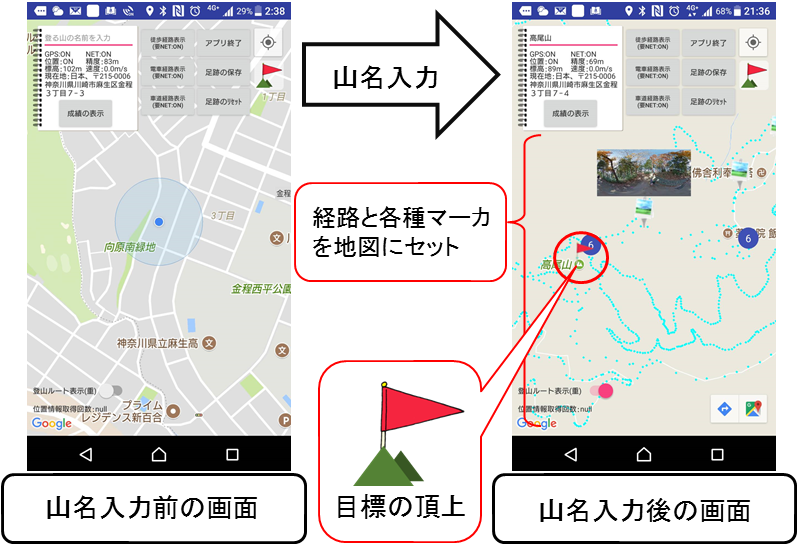 4G+ 29% 2:38
登る山の名前を入力
GPS:ON NET:ON
位置:ON 精度:83m
標高:102m 速度:0.0m/s
現在地:日本、〒215-0006
神奈川県川崎市麻生区金程
3丁目7-3
成績の表示
徒歩経路表示
(要NET:ON)
アプリ終了
電車経路表示
(要NET:ON)
足跡の保存
車道経路表示
(要NET:ON)
足跡のリセット
1丁目
3丁目
金程
向原南緑地
金程西平公園
神奈川県立麻生高
登山ルート表示(重)
位置情報取得回数:null
プライム
レジデンス新百合
Google
山名入力前の画面
山名入力
経路と各種マーカ
を地図にセット
目標の頂上
4G+ 68% 21:36
高尾山
GPS:ON NET:ON
位置:ON 精度:69m
標高:89m 速度:0.0m/s
現在地:日本、〒215-0006
神奈川県川崎市麻生区金程
3丁目7-4
成績の表示
徒歩経路表示
(要NET:ON)
アプリ終了
電車経路表示
(要NET:ON)
足跡の保存
車道経路表示
(要NET:ON)
足跡のリセット
佛舎利奉
6
院
飯
6
高尾山
登山ルート表示(重)
位置情報取得回数:null
Google
山名入力後の画面